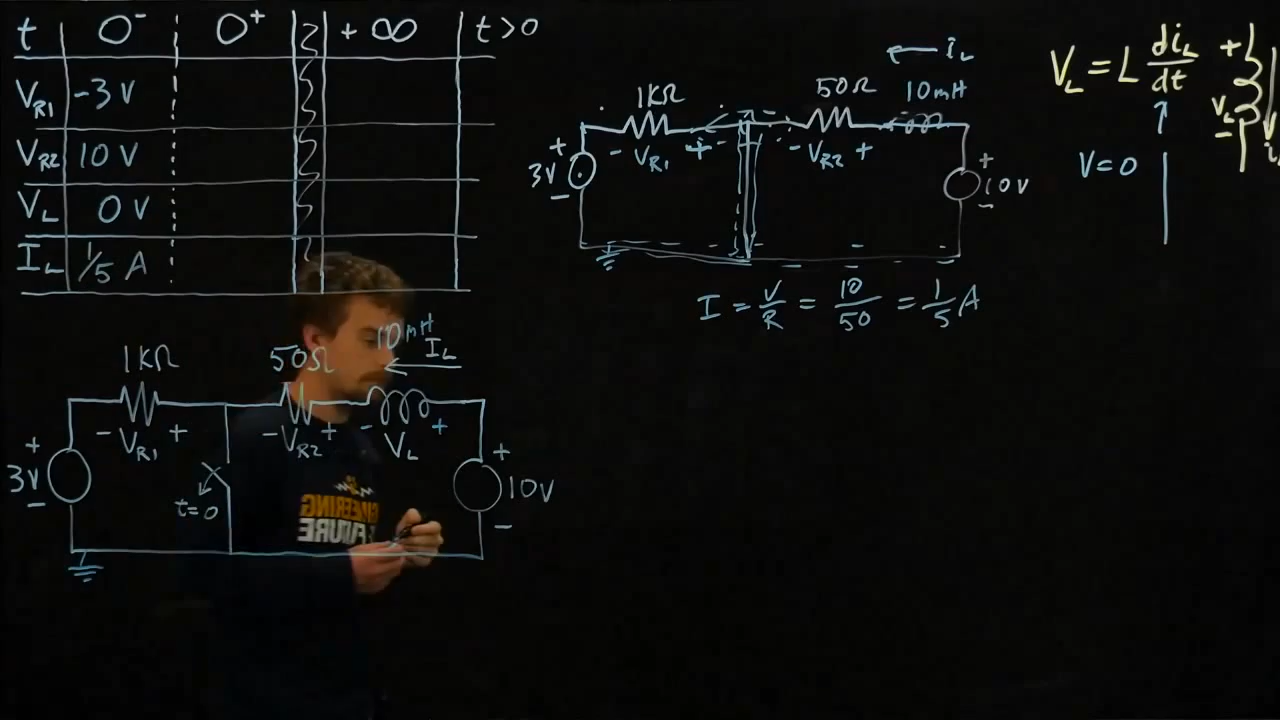 t 0⁻ 0⁺ +∞ t>0
V_R1 -3 V
V_R2 10 V
V_L 0 V
I_L 1/5 A
i_L
1KΩ 50Ω 10mH
- V_R1 + - V_R2 +
+ 3V -
+ 10V -
I = V/R = 10/50 = 1/5 A
V_L = L di_L/dt
+ V_L -
V=0
1KΩ 50Ω 10mH I_L
- V_R1 + - V_R2 + - V_L +
+ 3V -
t=0
+ 10V -